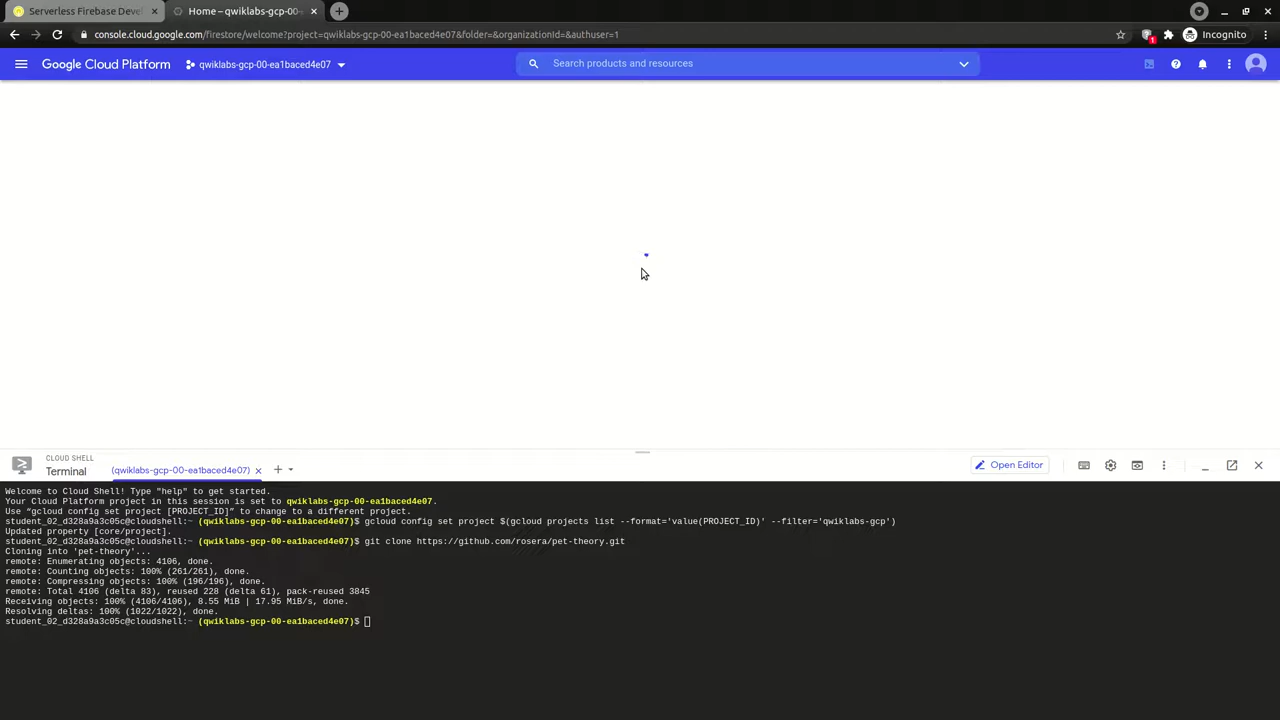 Serverless Firebase Deve
Home – qwiklabs-gcp-00-
console.cloud.google.com/firestore/welcome?project=qwiklabs-gcp-00-ea1baced4e07&folder=&organizationId=&authuser=1
1
Incognito
Google Cloud Platform
qwiklabs-gcp-00-ea1baced4e07
Search products and resources
CLOUD SHELL
Terminal
(qwiklabs-gcp-00-ea1baced4e07)
Open Editor
Welcome to Cloud Shell! Type "help" to get started.
Your Cloud Platform project in this session is set to qwiklabs-gcp-00-ea1baced4e07.
Use “gcloud config set project [PROJECT_ID]” to change to a different project.
student_02_d328a9a3c05c@cloudshell:~ (qwiklabs-gcp-00-ea1baced4e07)$ gcloud config set project $(gcloud projects list --format='value(PROJECT_ID)' --filter='qwiklabs-gcp')
Updated property [core/project].
student_02_d328a9a3c05c@cloudshell:~ (qwiklabs-gcp-00-ea1baced4e07)$ git clone https://github.com/rosera/pet-theory.git
Cloning into 'pet-theory'...
remote: Enumerating objects: 4106, done.
remote: Counting objects: 100% (261/261), done.
remote: Compressing objects: 100% (196/196), done.
remote: Total 4106 (delta 83), reused 228 (delta 61), pack-reused 3845
Receiving objects: 100% (4106/4106), 8.55 MiB | 17.95 MiB/s, done.
Resolving deltas: 100% (1022/1022), done.
student_02_d328a9a3c05c@cloudshell:~ (qwiklabs-gcp-00-ea1baced4e07)$